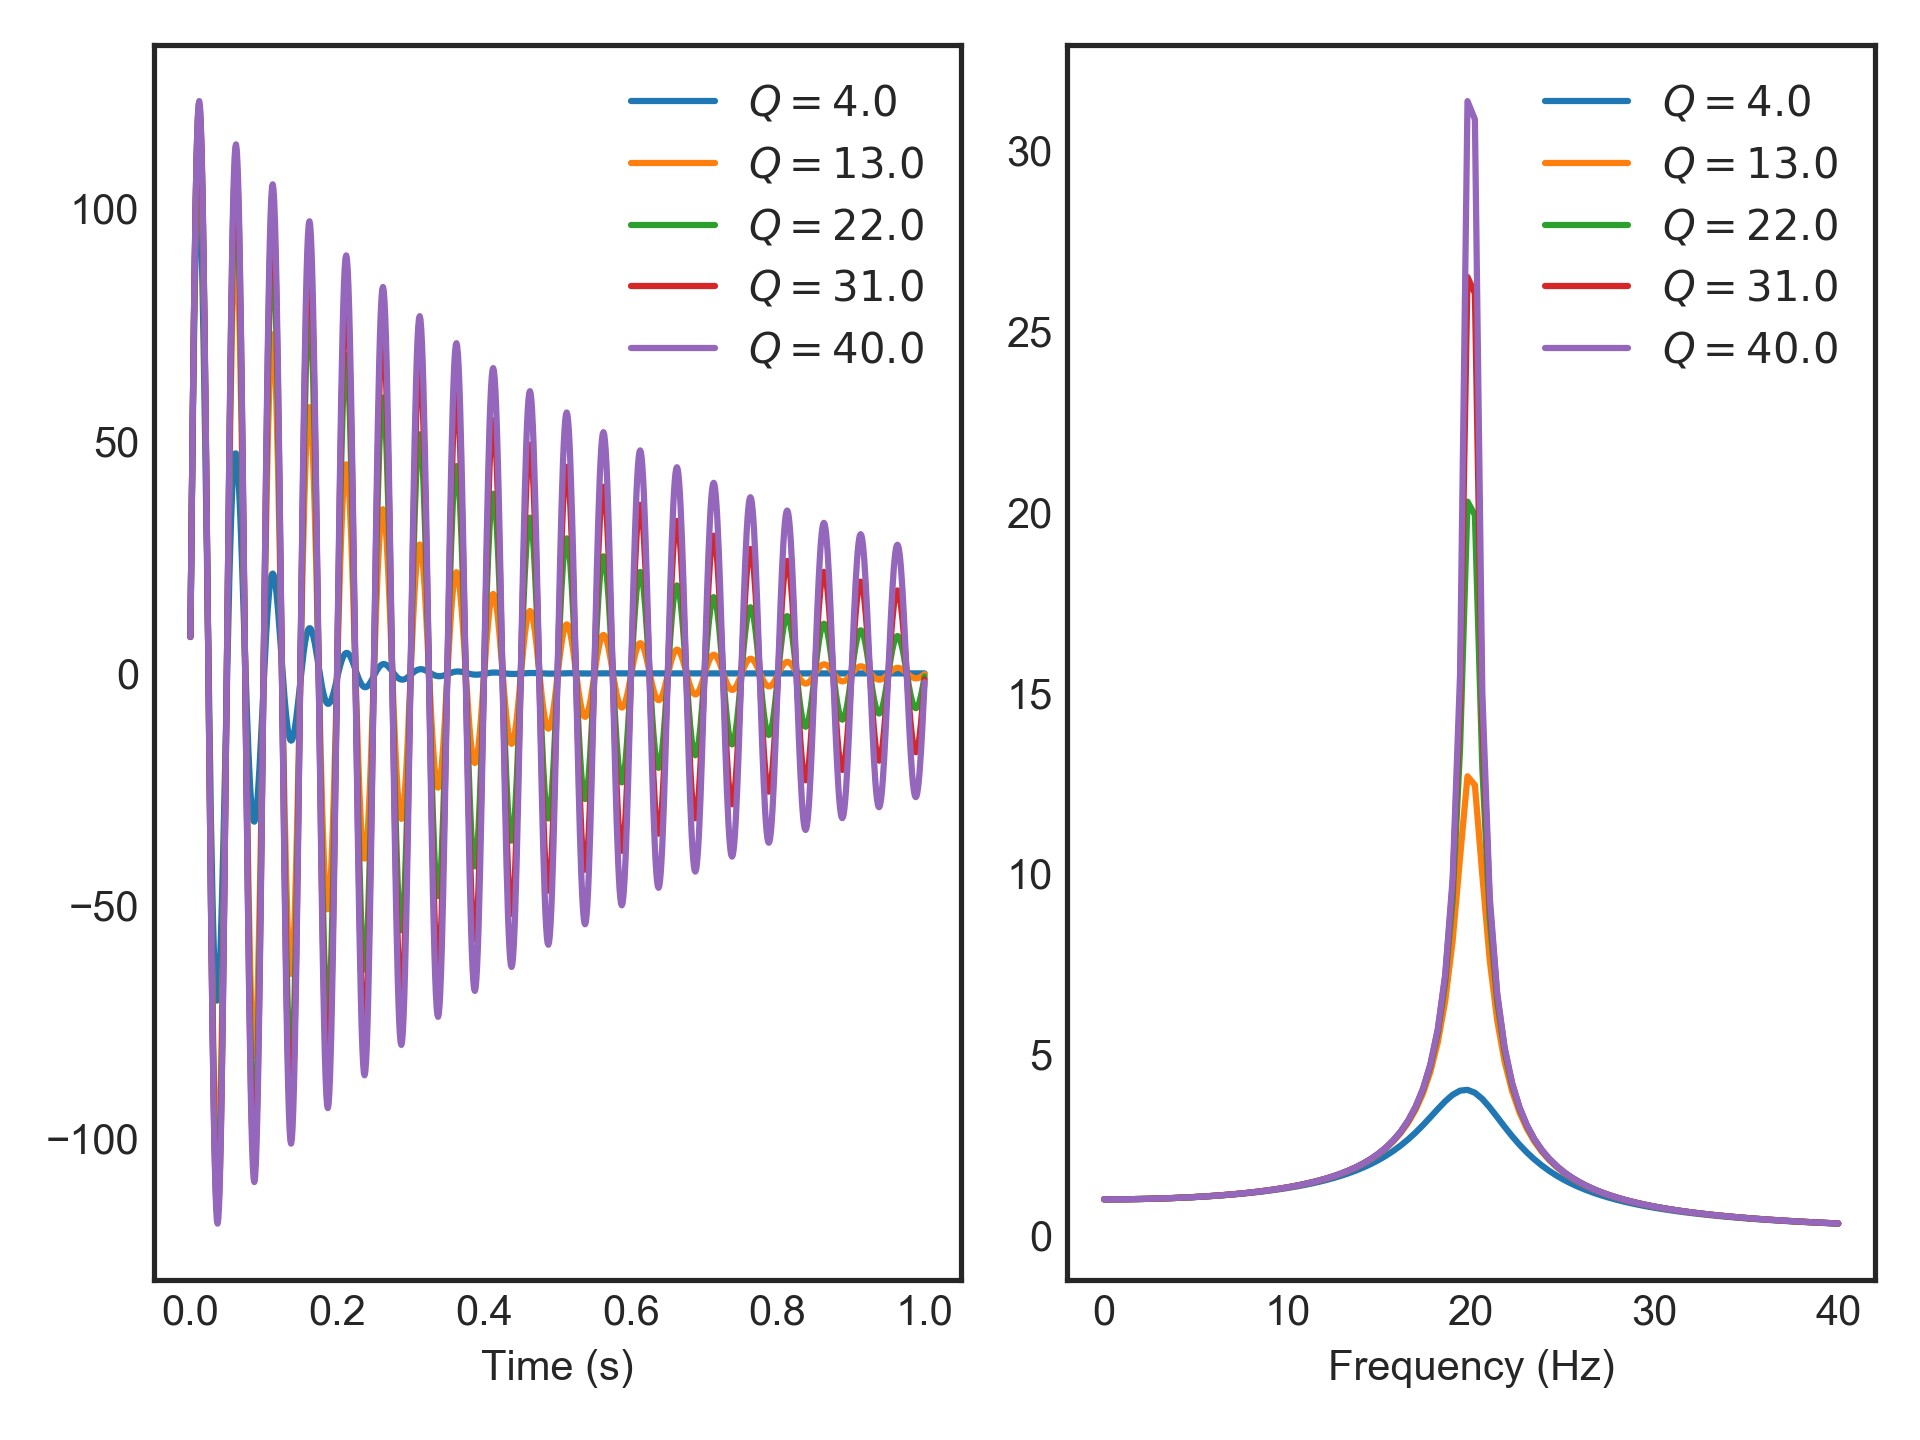 Q = 4.0
Q = 13.0
Q = 22.0
Q = 31.0
Q = 40.0
100
50
0
−50
−100
0.0 0.2 0.4 0.6 0.8 1.0
Time (s)
Q = 4.0
Q = 13.0
Q = 22.0
Q = 31.0
Q = 40.0
30
25
20
15
10
5
0
0 10 20 30 40
Frequency (Hz)